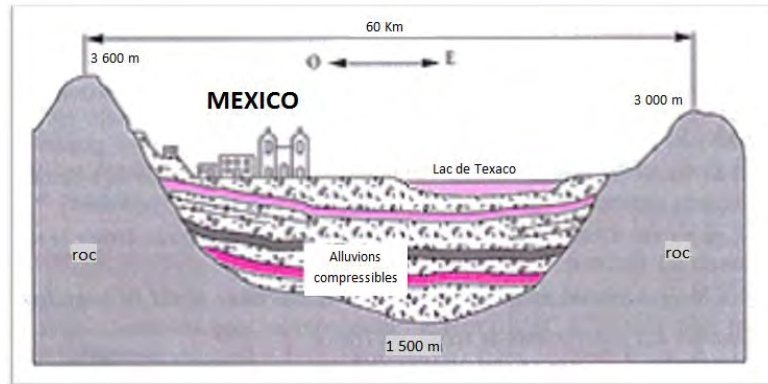 60 Km
3 600 m
O E
3 000 m
MEXICO
Lac de Texaco
roc
Alluvions
compressibles
roc
1 500 m